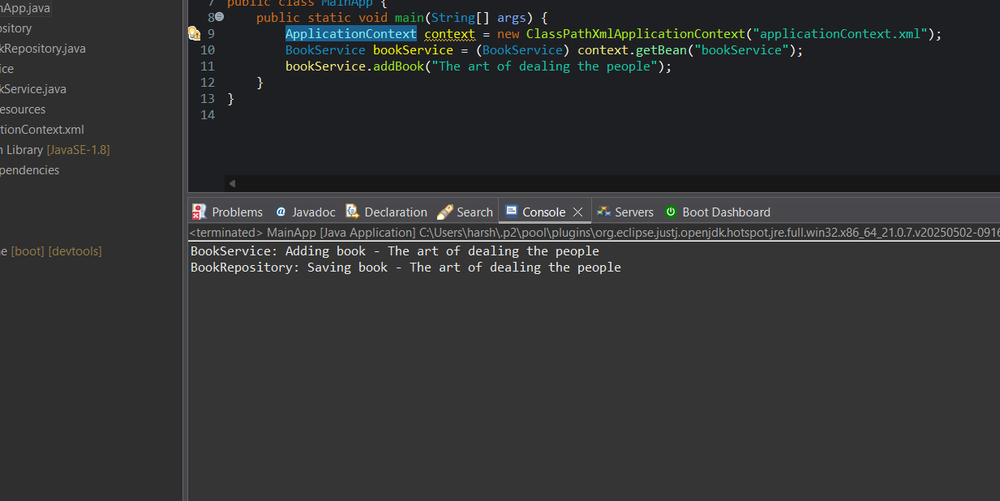 nApp.java
ository
kRepository.java
ice
kService.java
esources
tionContext.xml
n Library [JavaSE-1.8]
pendencies
e [boot] [devtools]
7 public class MainApp {
8 public static void main(String[] args) {
9 ApplicationContext context = new ClassPathXmlApplicationContext("applicationContext.xml");
10 BookService bookService = (BookService) context.getBean("bookService");
11 bookService.addBook("The art of dealing the people");
12 }
13 }
14
Problems @ Javadoc Declaration Search Console Servers Boot Dashboard
<terminated> MainApp [Java Application] C:\Users\harsh\.p2\pool\plugins\org.eclipse.justj.openjdk.hotspot.jre.full.win32.x86_64_21.0.7.v20250502-0916
BookService: Adding book - The art of dealing the people
BookRepository: Saving book - The art of dealing the people